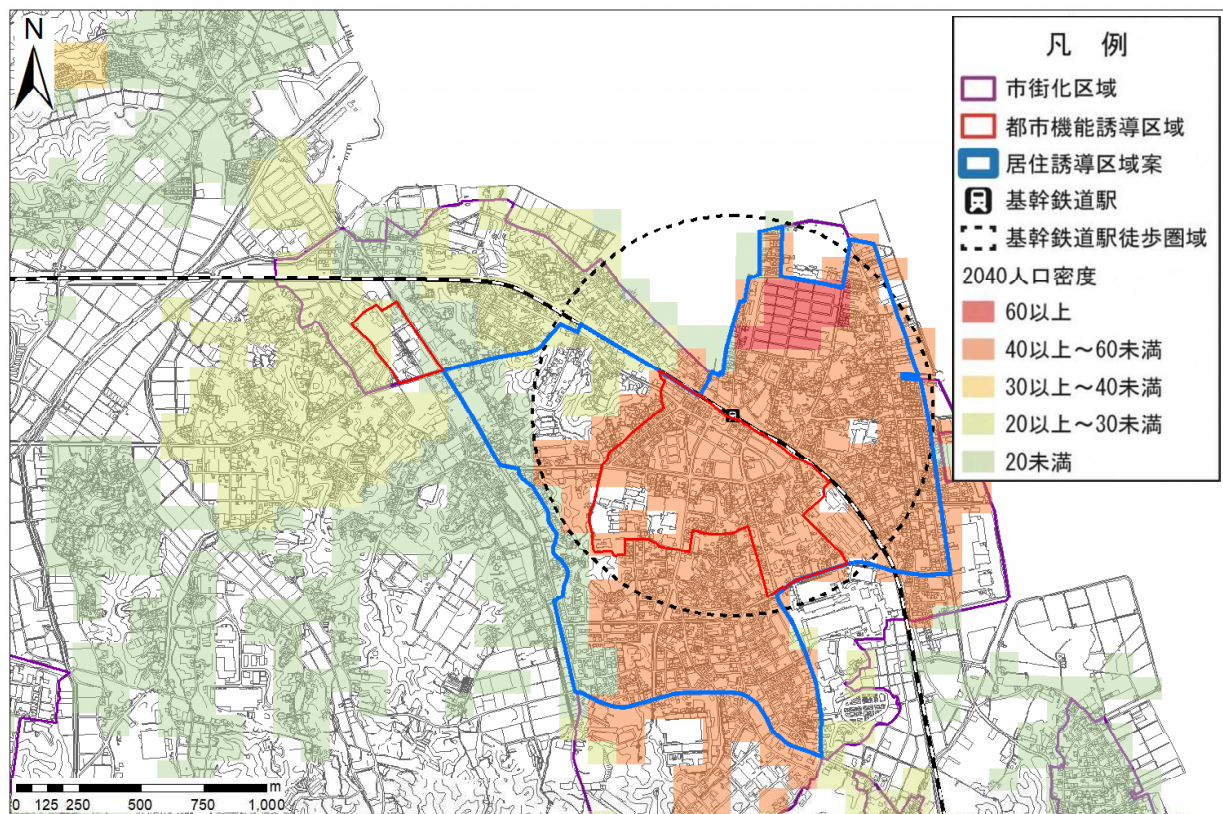 N
凡 例
市街化区域
都市機能誘導区域
居住誘導区域案
基幹鉄道駅
基幹鉄道駅徒歩圏域
2040人口密度
60以上
40以上～60未満
30以上～40未満
20以上～30未満
20未満
m
0 125 250 500 750 1,000